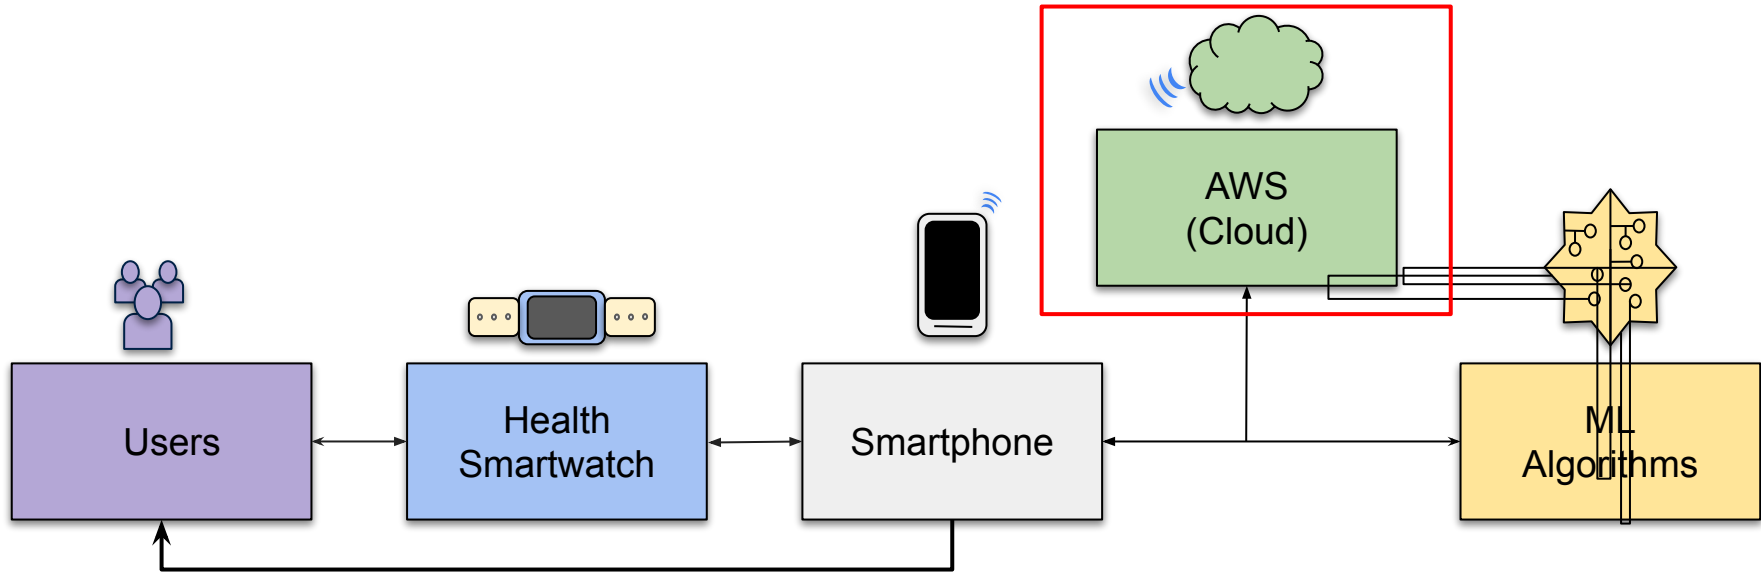 AWS
(Cloud)
Users
Health
Smartwatch
Smartphone
ML
Algorithms